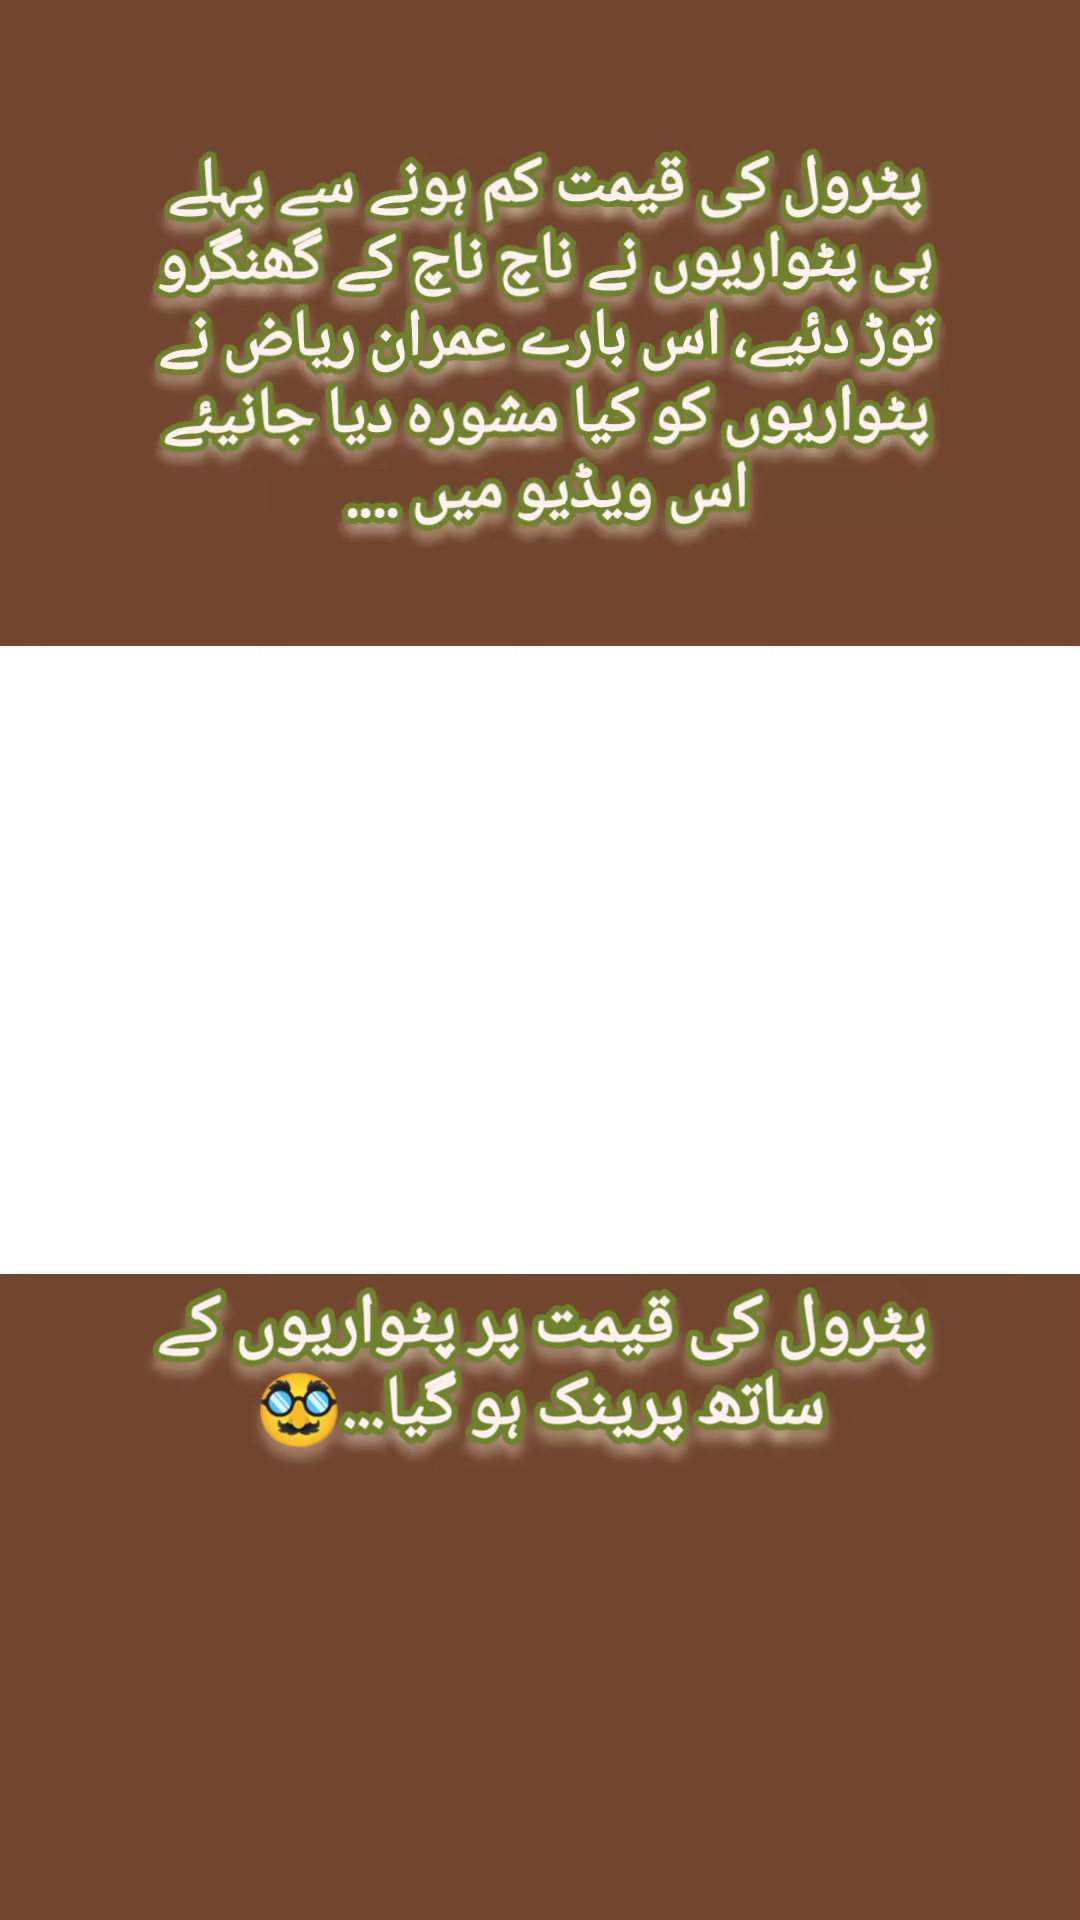 پٹرول کی قیمت کم ہونے سے پہلے
ہی پٹواریوں نے ناچ ناچ کے گھنگرو
توڑ دئیے، اس بارے عمران ریاض نے
پٹواریوں کو کیا مشورہ دیا جانیئے
اس ویڈیو میں ....
پٹرول کی قیمت پر پٹواریوں کے
ساتھ پرینک ہو گیا...🥸